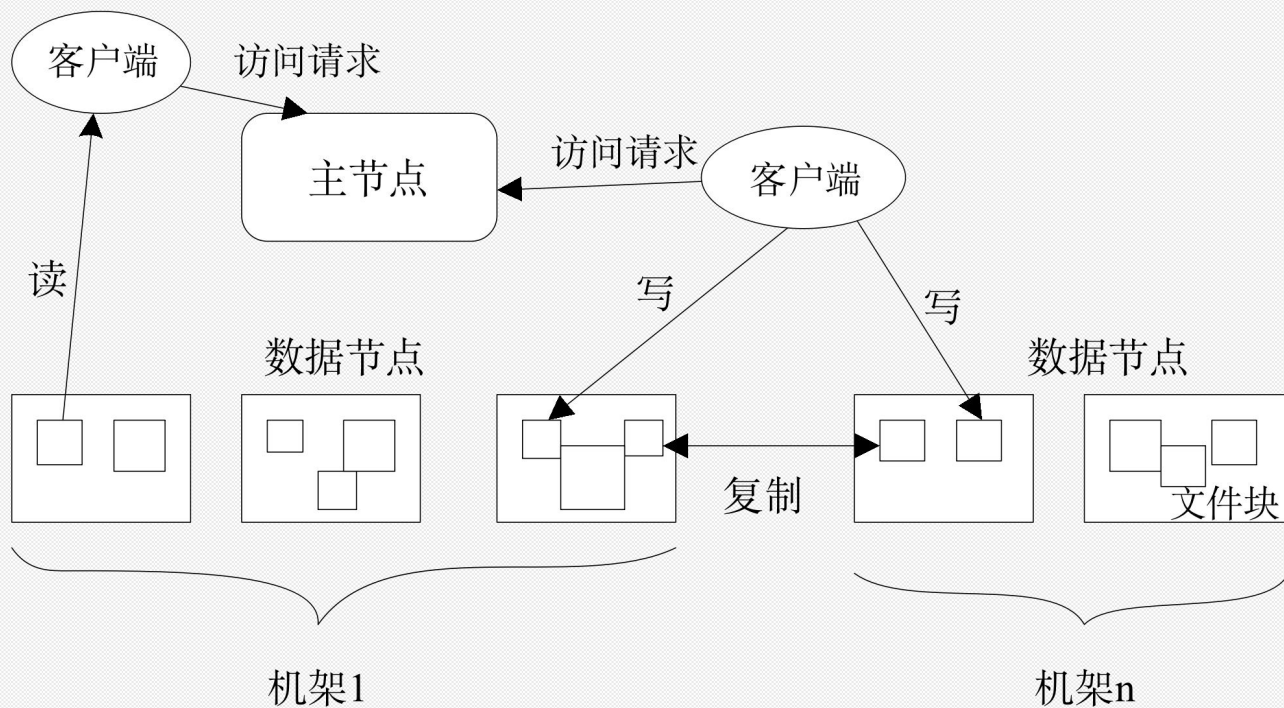 客户端
访问请求
主节点
访问请求
客户端
读
写
写
数据节点
数据节点
复制
文件块
机架1
机架n